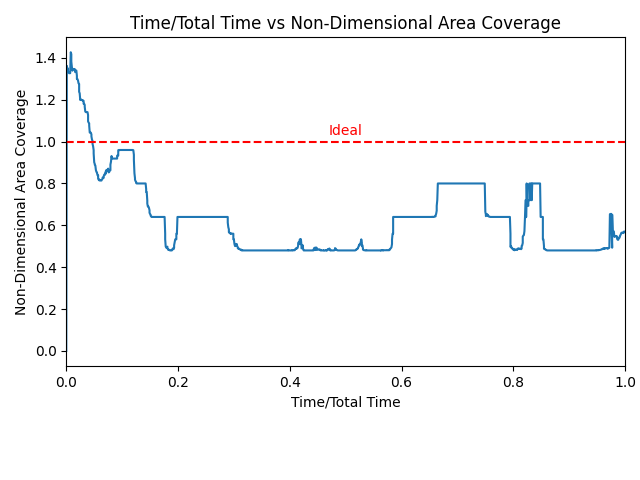 Time/Total Time vs Non-Dimensional Area Coverage
Non-Dimensional Area Coverage
1.4
1.2
1.0
0.8
0.6
0.4
0.2
0.0
Ideal
0.0 0.2 0.4 0.6 0.8 1.0
Time/Total Time